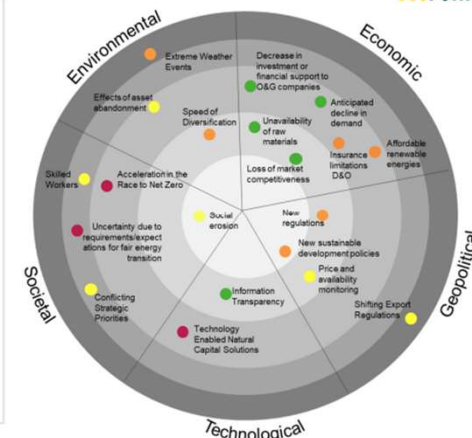 Environmental
Economic
Geopolitical
Technological
Societal
Extreme Weather
Events
Effects of asset
abandonment
Speed of
Diversification
Decrease in
investment or
financial support to
O&G companies
Anticipated
decline in
demand
Unavailability
of raw
materials
Insurance
limitations
D&O
Affordable
renewable
energies
Loss of market
competitiveness
Skilled
Workers
Acceleration in the
Race to Net Zero
Social
erosion
New
regulations
Uncertainty due to
requirements/expect
ations for fair energy
transition
New sustainable
development policies
Price and
availability
monitoring
Shifting Export
Regulations
Conflicting
Strategic
Priorities
Information
Transparency
Technology
Enabled Natural
Capital Solutions